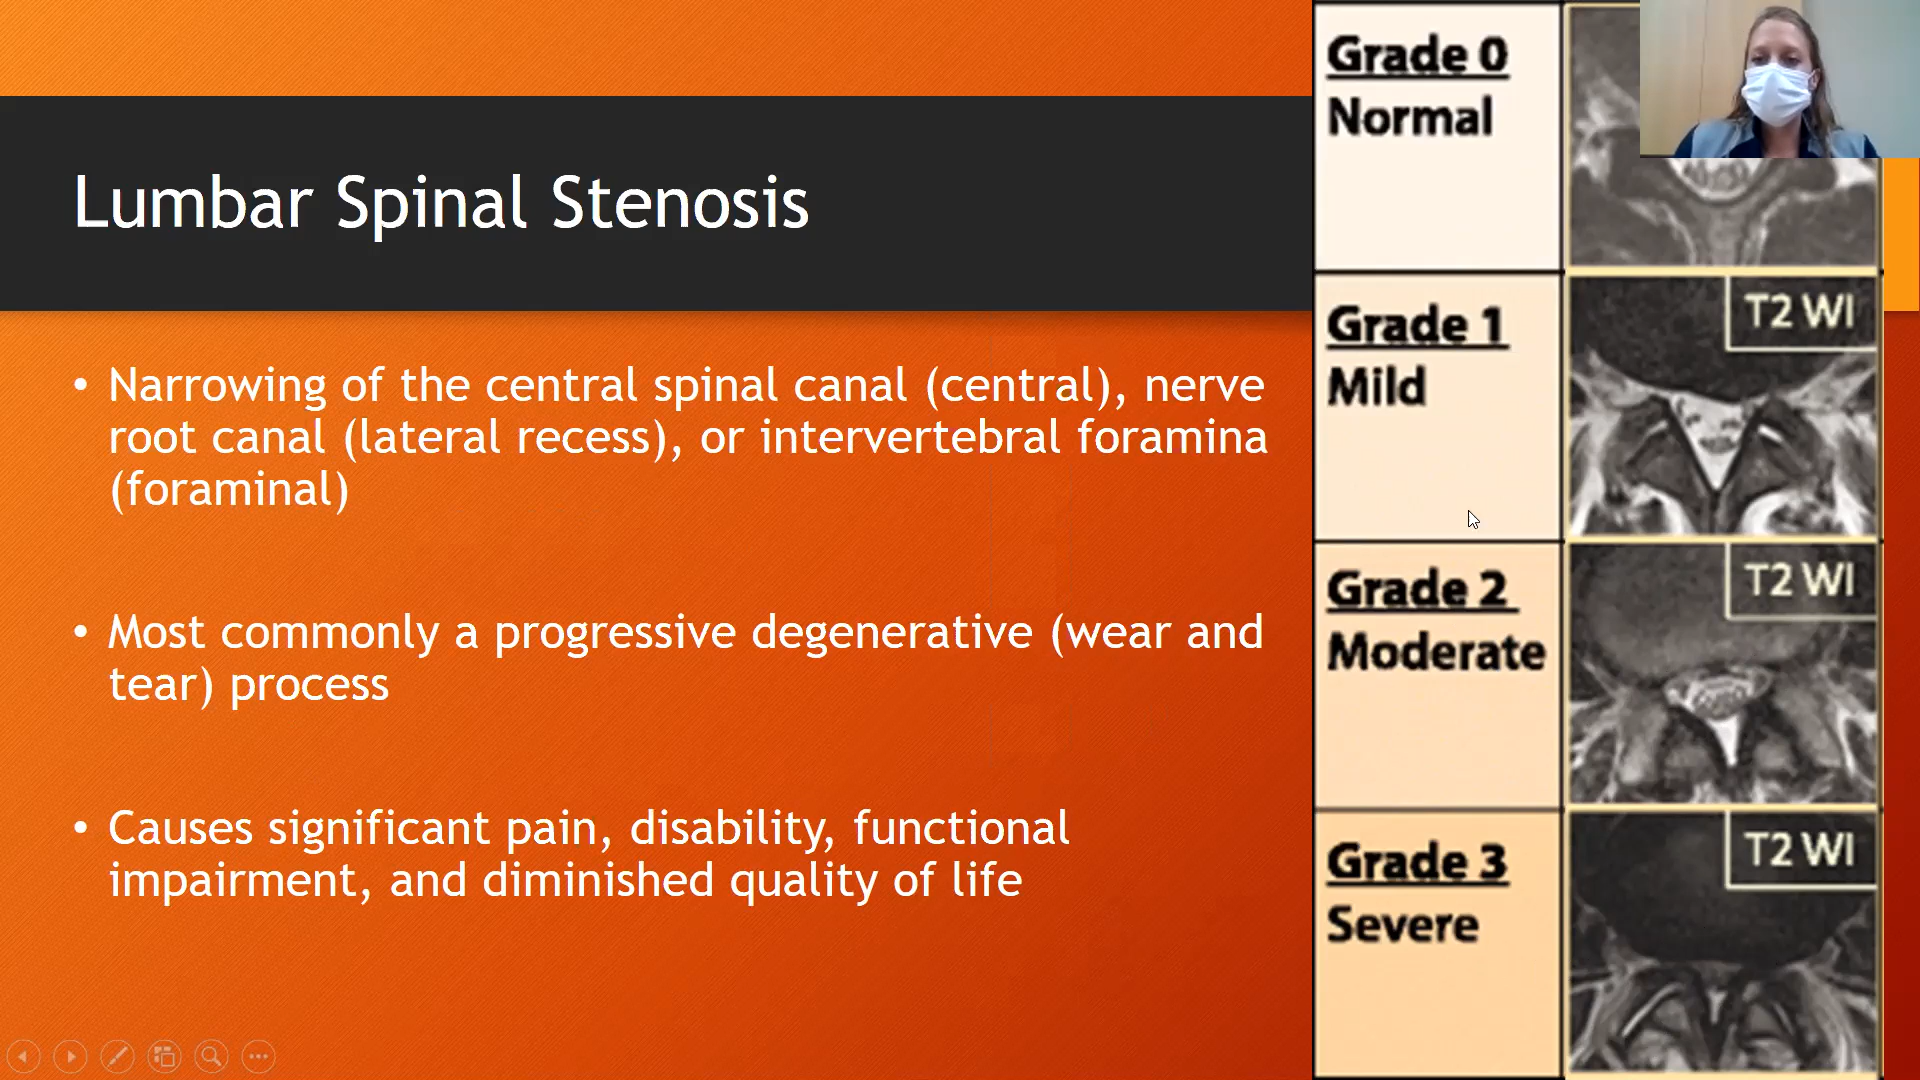 Lumbar Spinal Stenosis
• Narrowing of the central spinal canal (central), nerve
root canal (lateral recess), or intervertebral foramina
(foraminal)
• Most commonly a progressive degenerative (wear and
tear) process
• Causes significant pain, disability, functional
impairment, and diminished quality of life
Grade 0
Normal
Grade 1
Mild
T2 WI
Grade 2
Moderate
T2 WI
Grade 3
Severe
T2 WI